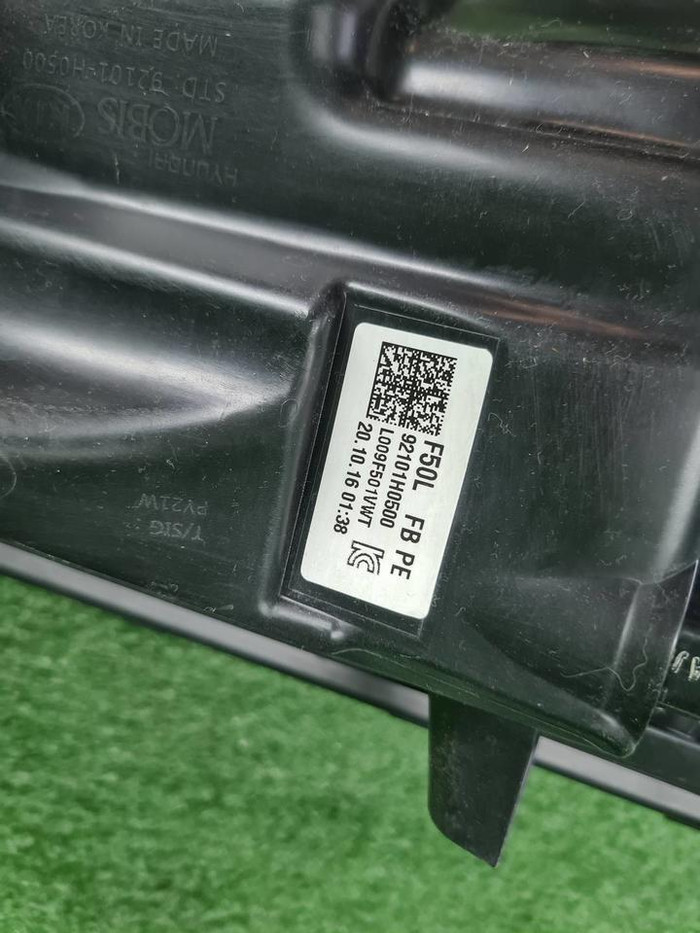 HYUNDAI
MOBIS
STD : 92101-H0500
MADE IN KOREA
F50L FB PE
92101H0500
L009F501VWT
20.10.16 01:38
T/SIG :
PY21W